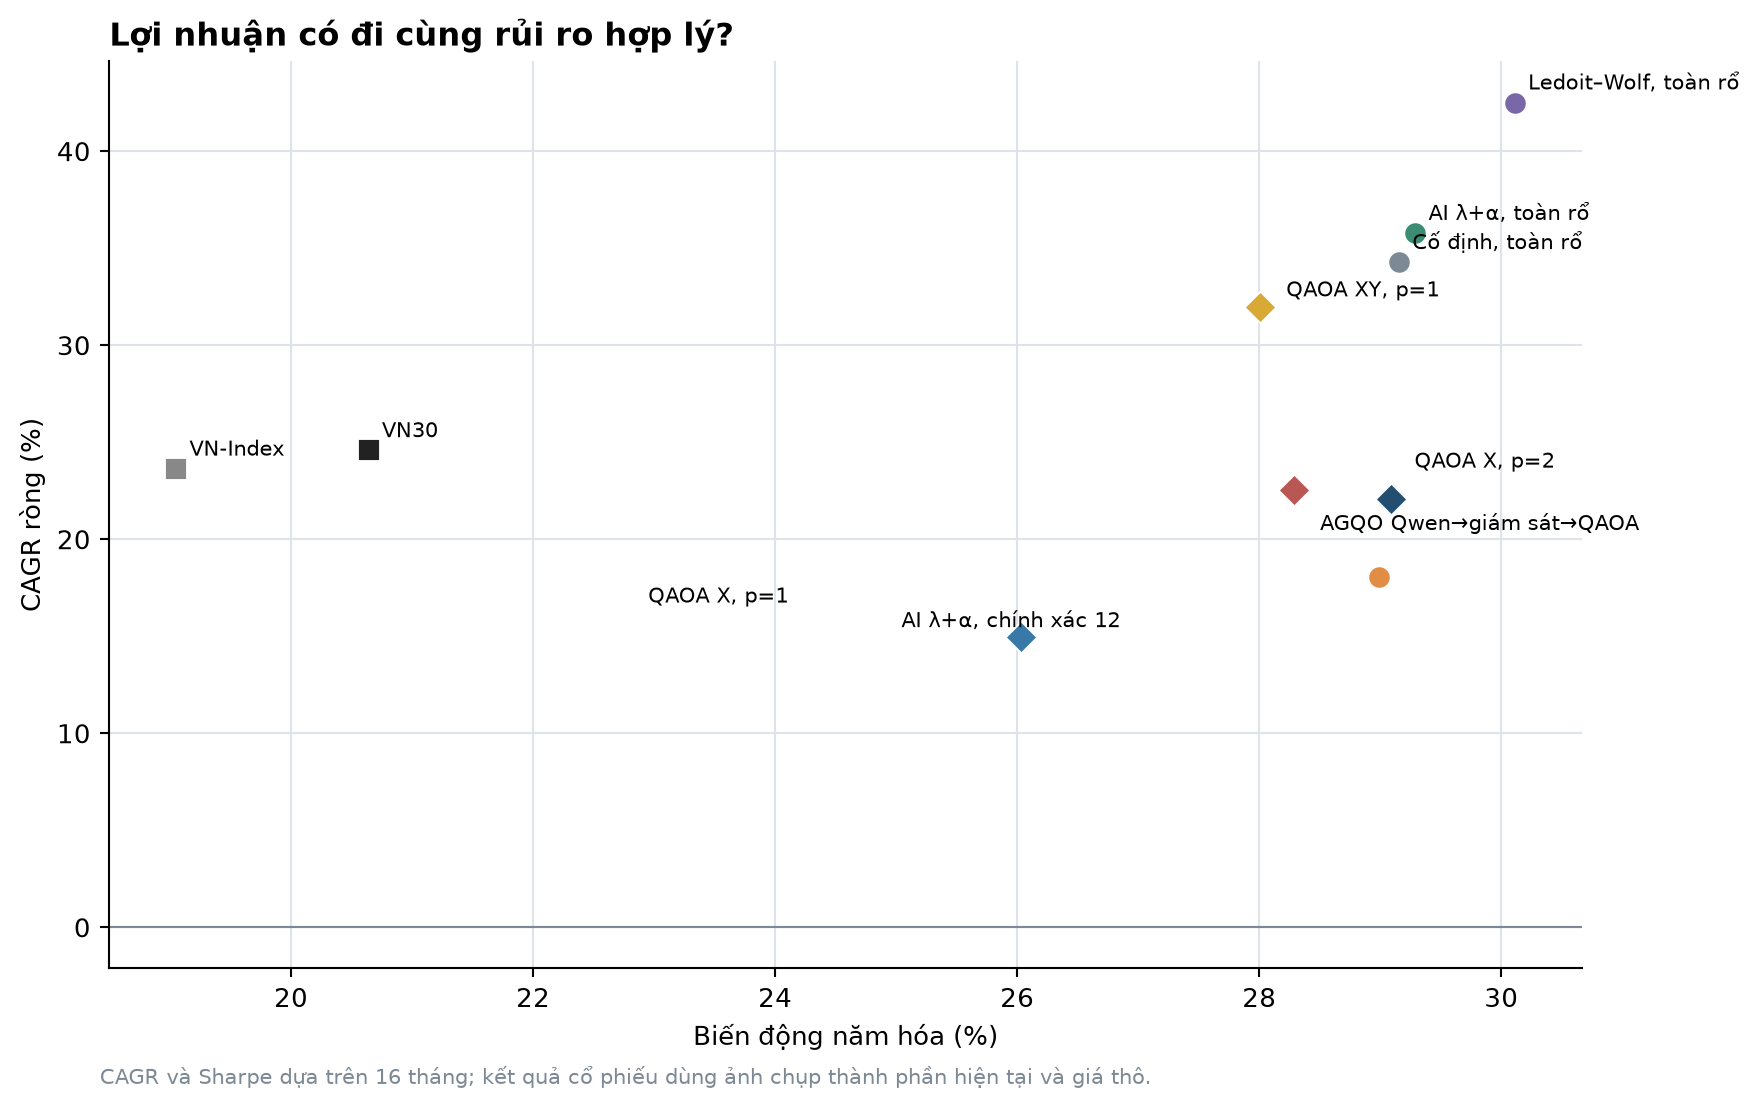 Lợi nhuận có đi cùng rủi ro hợp lý?
Ledoit–Wolf, toàn rổ
40
AI λ+α, toàn rổ
Cố định, toàn rổ
QAOA XY, p=1
30
VN30
VN-Index
QAOA X, p=2
CAGR ròng (%)
AGQO Qwen→giám sát→QAOA
20
QAOA X, p=1
AI λ+α, chính xác 12
10
0
20 22 24 26 28 30
Biến động năm hóa (%)
CAGR và Sharpe dựa trên 16 tháng; kết quả cổ phiếu dùng ảnh chụp thành phần hiện tại và giá thô.